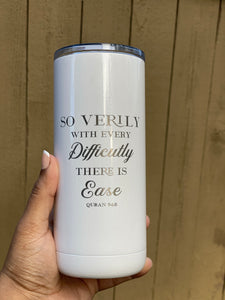 SO VERILY
WITH EVERY
Difficulty
THERE IS
Ease
QURAN 94:6